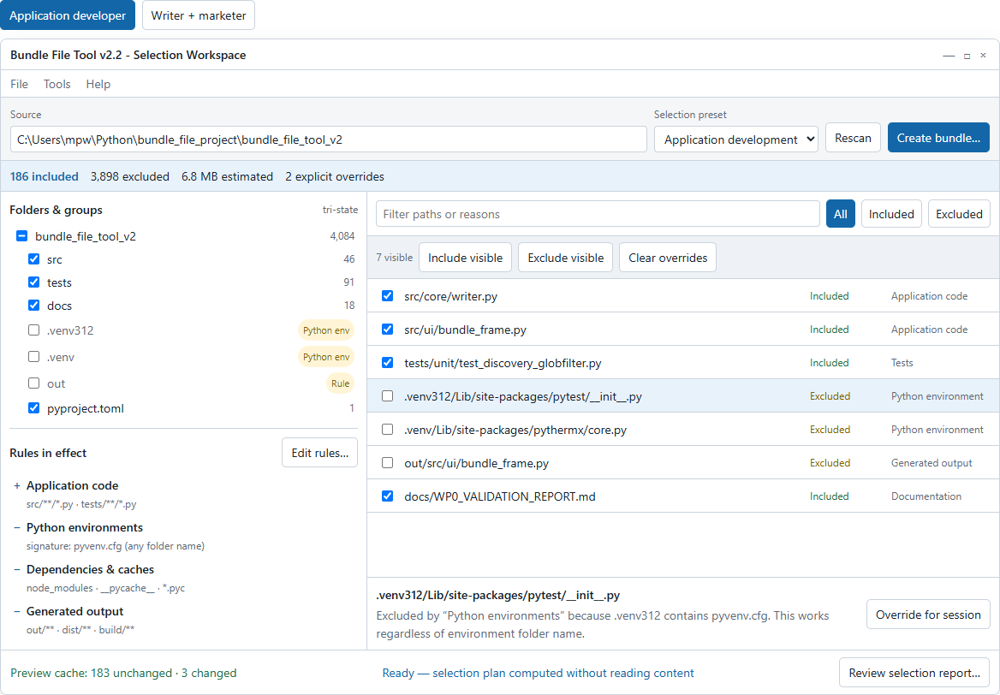 Application developer
Writer + marketer
Bundle File Tool v2.2 - Selection Workspace
File Tools Help
Source
C:\Users\mpw\Python\bundle_file_project\bundle_file_tool_v2
Selection preset
Application development
Rescan
Create bundle...
186 included 3,898 excluded 6.8 MB estimated 2 explicit overrides
Folders & groups tri-state
bundle_file_tool_v2 4,084
src 46
tests 91
docs 18
.venv312 Python env
.venv Python env
out Rule
pyproject.toml 1
Rules in effect
Edit rules...
+ Application code
src/**/*.py · tests/**/*.py
− Python environments
signature: pyvenv.cfg (any folder name)
− Dependencies & caches
node_modules · __pycache__ · *.pyc
− Generated output
out/** · dist/** · build/**
Filter paths or reasons
All
Included
Excluded
7 visible
Include visible
Exclude visible
Clear overrides
src/core/writer.py Included Application code
src/ui/bundle_frame.py Included Application code
tests/unit/test_discovery_globfilter.py Included Tests
.venv312/Lib/site-packages/pytest/__init__.py Excluded Python environment
.venv/Lib/site-packages/pythermx/core.py Excluded Python environment
out/src/ui/bundle_frame.py Excluded Generated output
docs/WP0_VALIDATION_REPORT.md Included Documentation
.venv312/Lib/site-packages/pytest/__init__.py
Excluded by “Python environments” because .venv312 contains pyvenv.cfg. This works
regardless of environment folder name.
Override for session
Preview cache: 183 unchanged · 3 changed
Ready — selection plan computed without reading content
Review selection report...